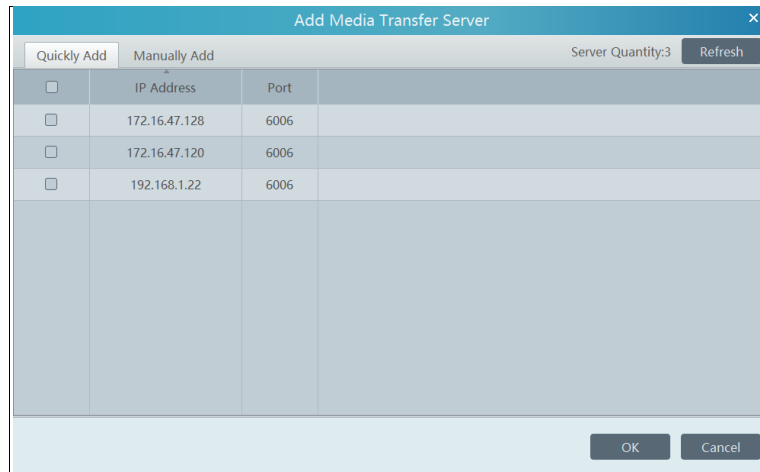 Add Media Transfer Server ×
Quickly Add Manually Add Server Quantity:3 Refresh
IP Address Port
172.16.47.128 6006
172.16.47.120 6006
192.168.1.22 6006
OK Cancel